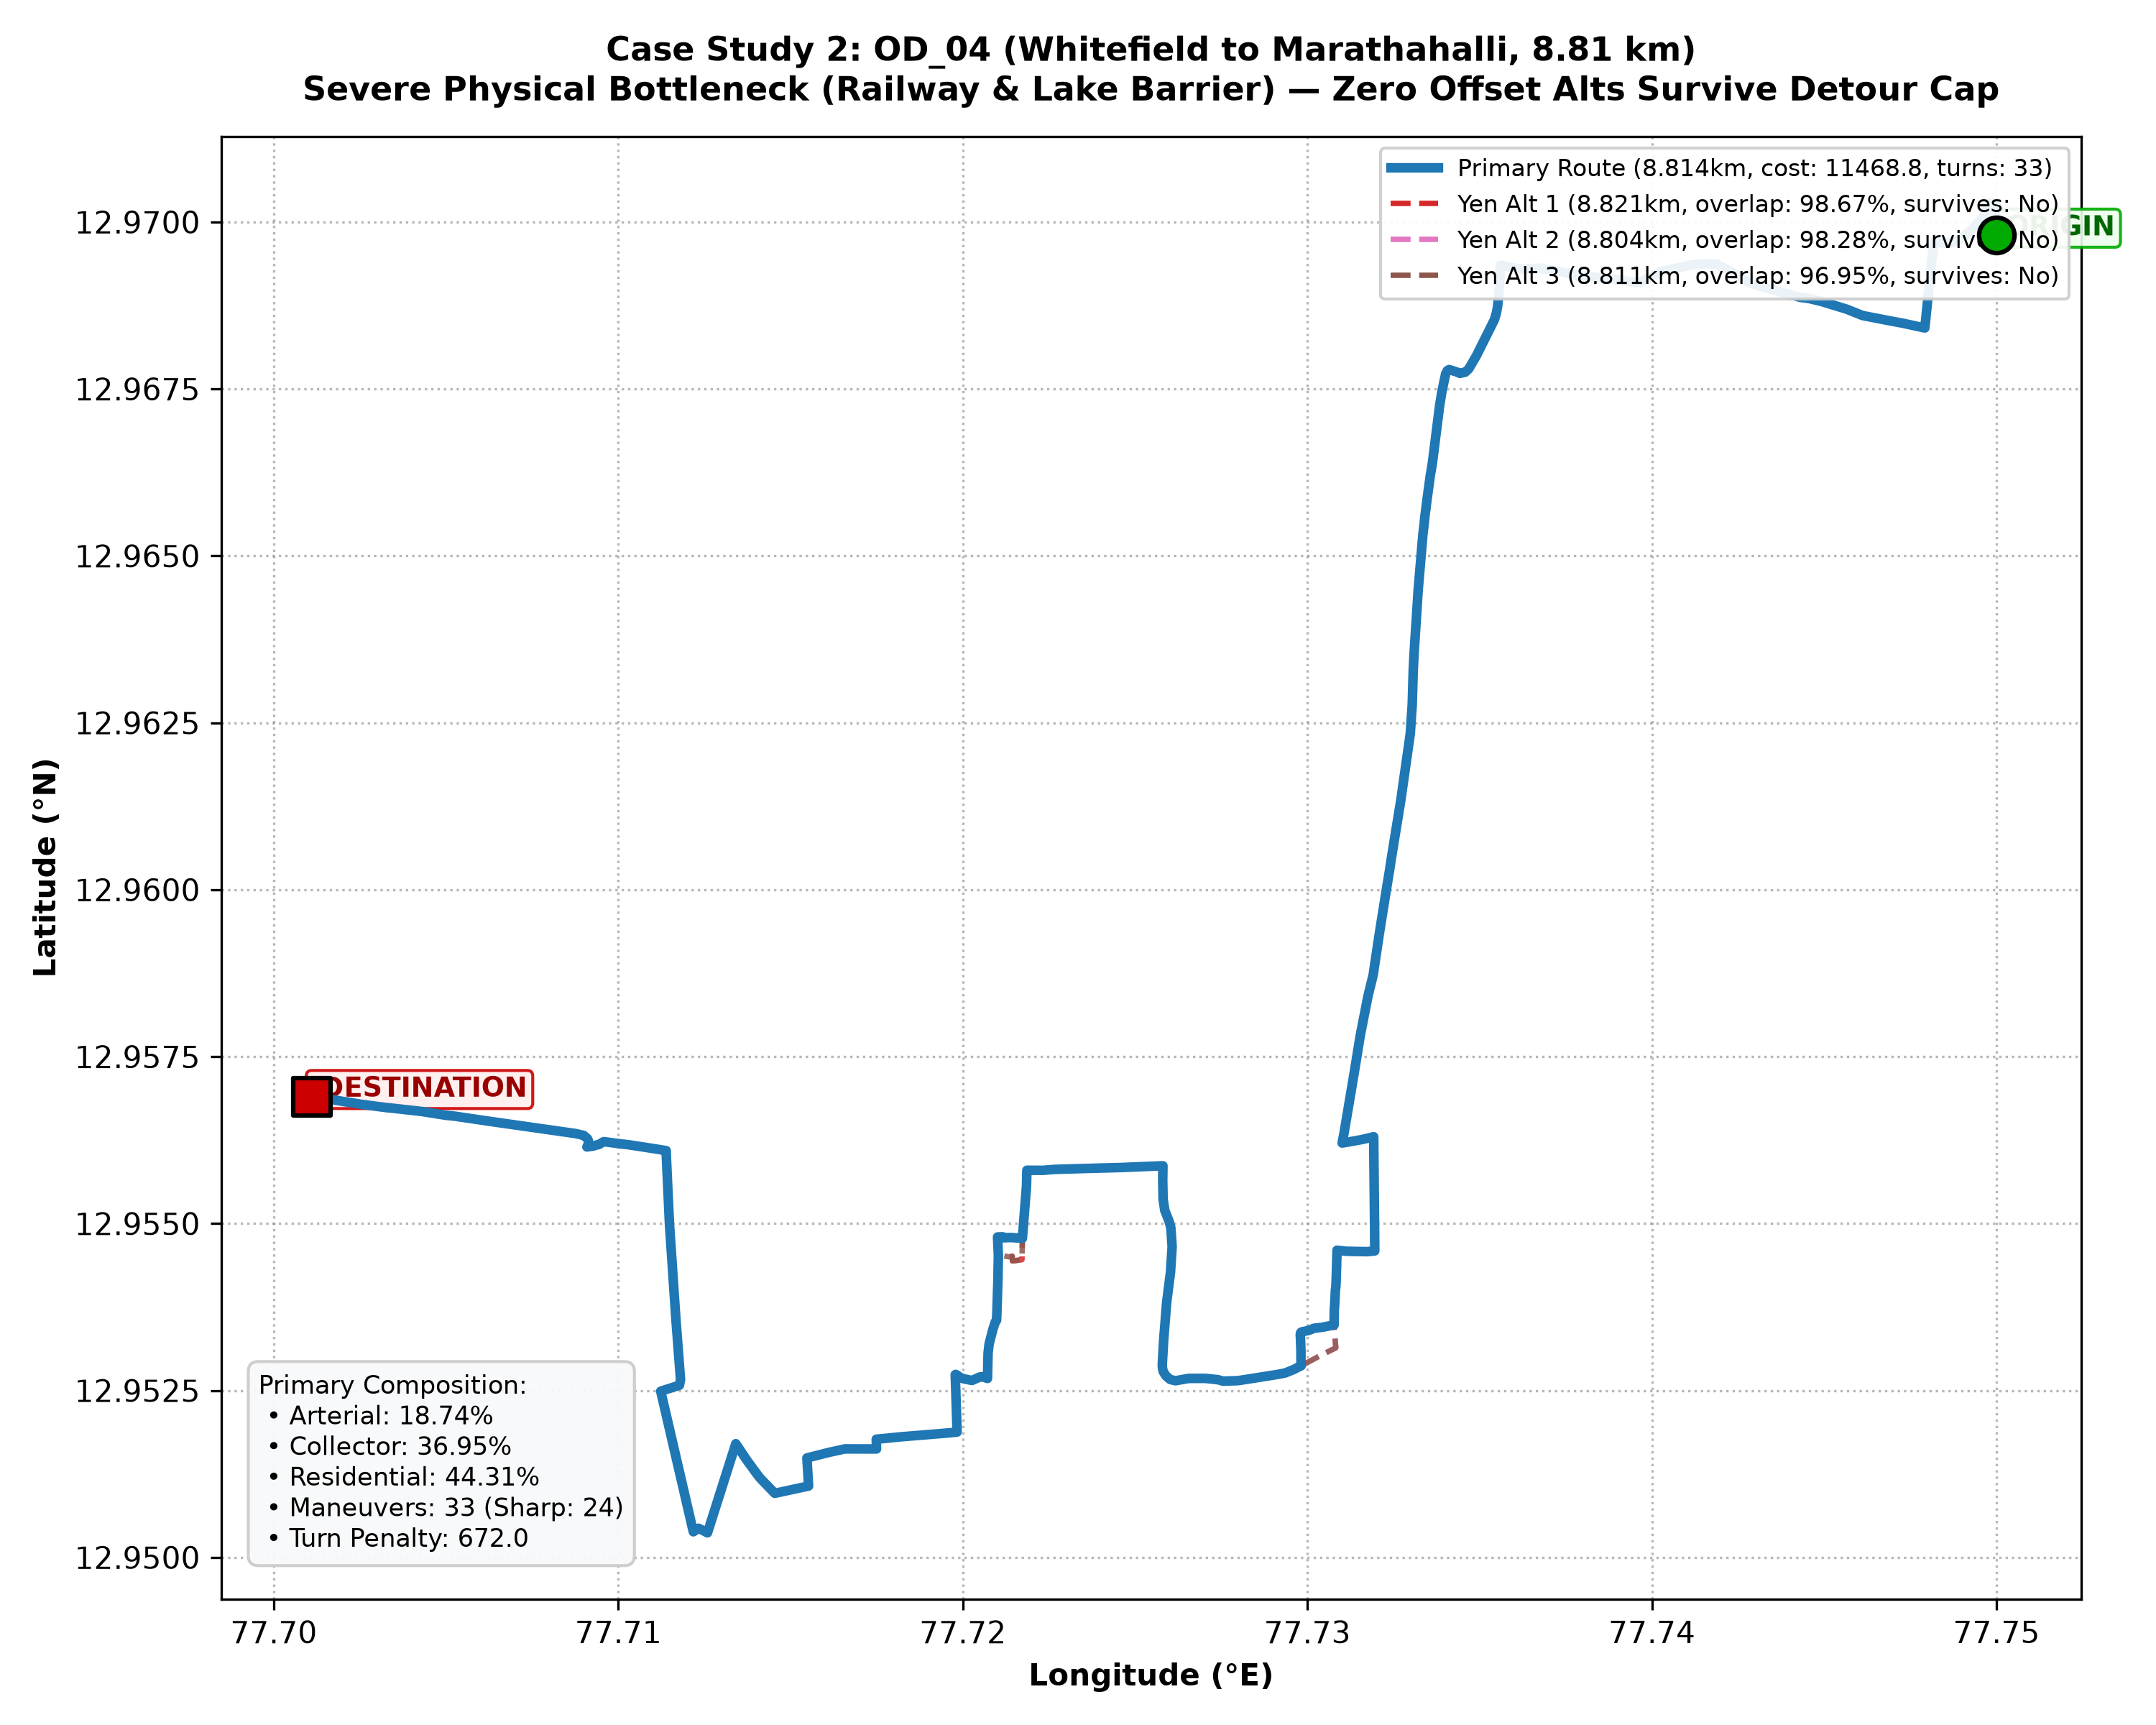 Case Study 2: OD_04 (Whitefield to Marathahalli, 8.81 km)
Severe Physical Bottleneck (Railway & Lake Barrier) — Zero Offset Alts Survive Detour Cap
Primary Route (8.814km, cost: 11468.8, turns: 33)
Yen Alt 1 (8.821km, overlap: 98.67%, survives: No)
Yen Alt 2 (8.804km, overlap: 98.28%, surviv No)
Yen Alt 3 (8.811km, overlap: 96.95%, survives: No)
ORIGIN
12.9700
12.9675
12.9650
12.9625
12.9600
12.9575
12.9550
12.9525
12.9500
Latitude (°N)
DESTINATION
Primary Composition:
• Arterial: 18.74%
• Collector: 36.95%
• Residential: 44.31%
• Maneuvers: 33 (Sharp: 24)
• Turn Penalty: 672.0
77.70
77.71
77.72
77.73
77.74
77.75
Longitude (°E)